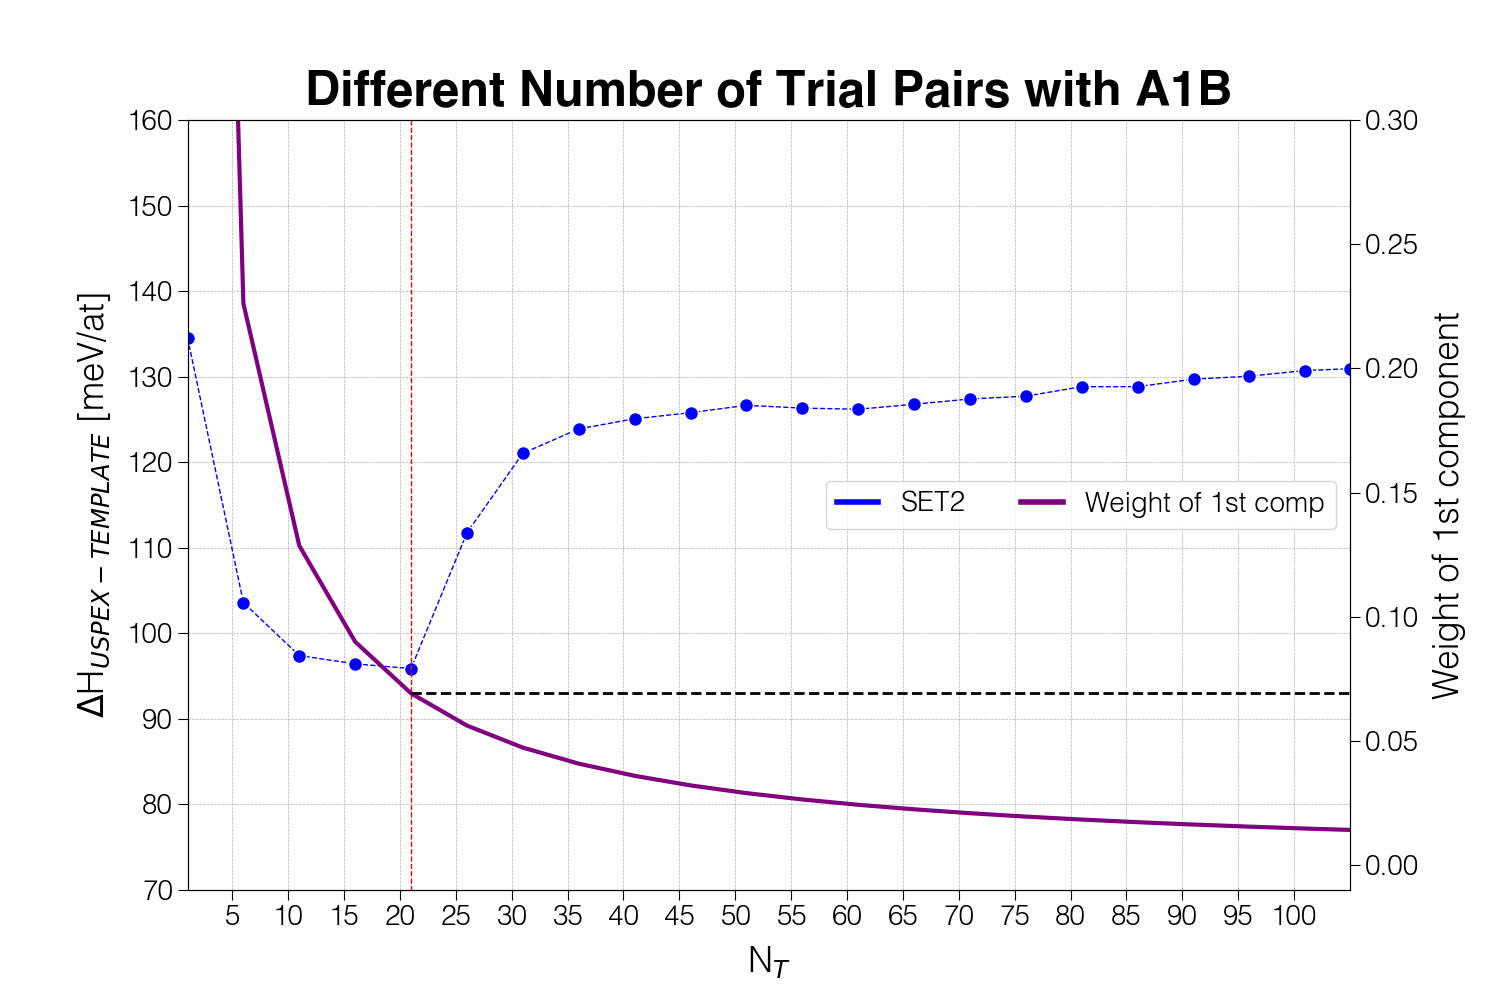 Different Number of Trial Pairs with A1B
160
150
140
130
120
110
100
90
80
70
ΔH_USPEX−TEMPLATE [meV/at]
0.30
0.25
0.20
0.15
0.10
0.05
0.00
Weight of 1st component
SET2
Weight of 1st comp
5 10 15 20 25 30 35 40 45 50 55 60 65 70 75 80 85 90 95 100
N_T